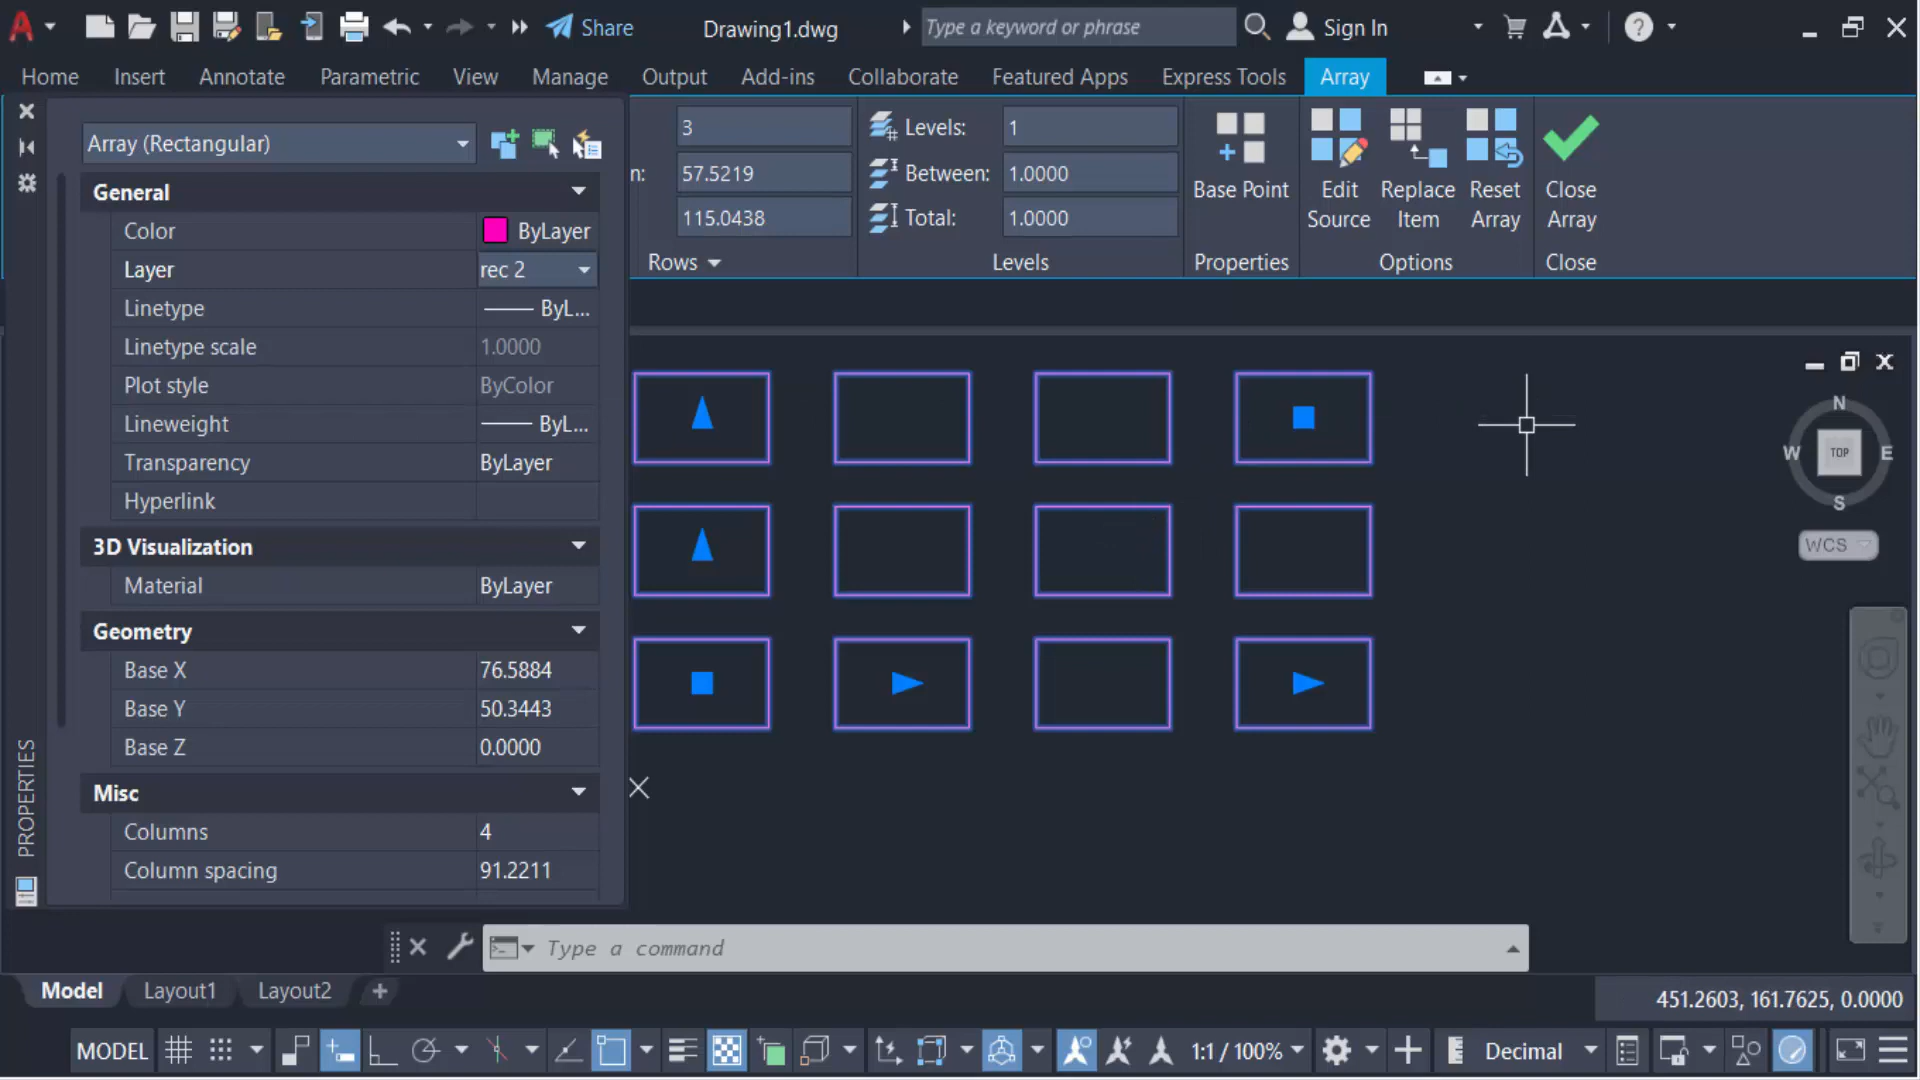 Share
Drawing1.dwg
Type a keyword or phrase
Sign In
Home
Insert
Annotate
Parametric
View
Manage
Output
Add-ins
Collaborate
Featured Apps
Express Tools
Array
Array (Rectangular)
General
Color ByLayer
Layer rec 2
Linetype ByL...
Linetype scale 1.0000
Plot style ByColor
Lineweight ByL...
Transparency ByLayer
Hyperlink
3D Visualization
Material ByLayer
Geometry
Base X 76.5884
Base Y 50.3443
Base Z 0.0000
Misc
Columns 4
Column spacing 91.2211
PROPERTIES
3
n: 57.5219
115.0438
Rows
Levels: 1
Between: 1.0000
Total: 1.0000
Levels
Base Point
Properties
Edit
Source
Replace
Item
Reset
Array
Options
Close
Array
Close
N
W
TOP
E
S
WCS
Type a command
Model
Layout1
Layout2
451.2603, 161.7625, 0.0000
MODEL
1:1 / 100%
Decimal